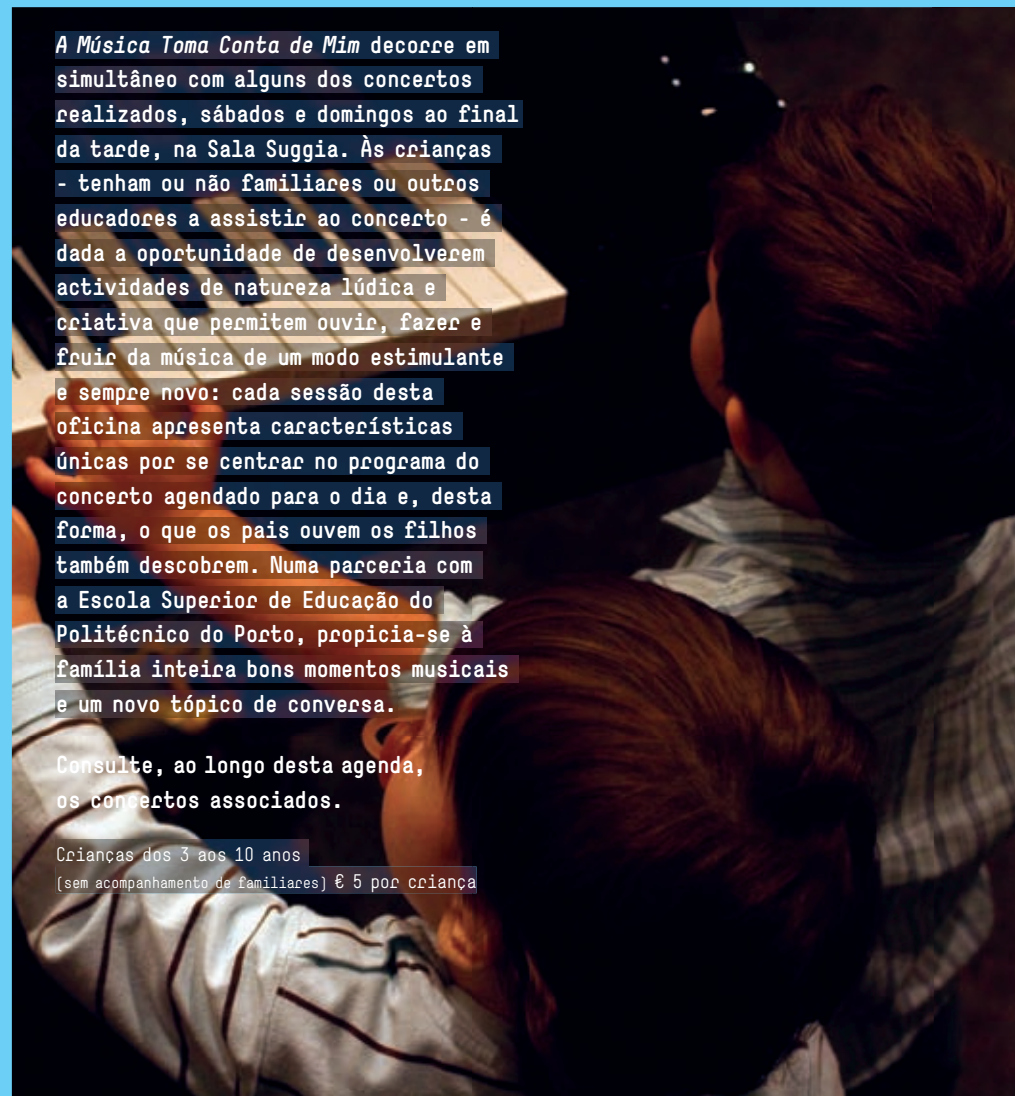 A Música Toma Conta de Mim decorre em
simultâneo com alguns dos concertos
realizados, sábados e domingos ao final
da tarde, na Sala Suggia. Às crianças
- tenham ou não familiares ou outros
educadores a assistir ao concerto - é
dada a oportunidade de desenvolverem
actividades de natureza lúdica e
criativa que permitem ouvir, fazer e
fruir da música de um modo estimulante
e sempre novo: cada sessão desta
oficina apresenta características
únicas por se centrar no programa do
concerto agendado para o dia e, desta
forma, o que os pais ouvem os filhos
também descobrem. Numa parceria com
a Escola Superior de Educação do
Politécnico do Porto, propicia-se à
família inteira bons momentos musicais
e um novo tópico de conversa.
Consulte, ao longo desta agenda,
os concertos associados.
Crianças dos 3 aos 10 anos
(sem acompanhamento de familiares) € 5 por criança